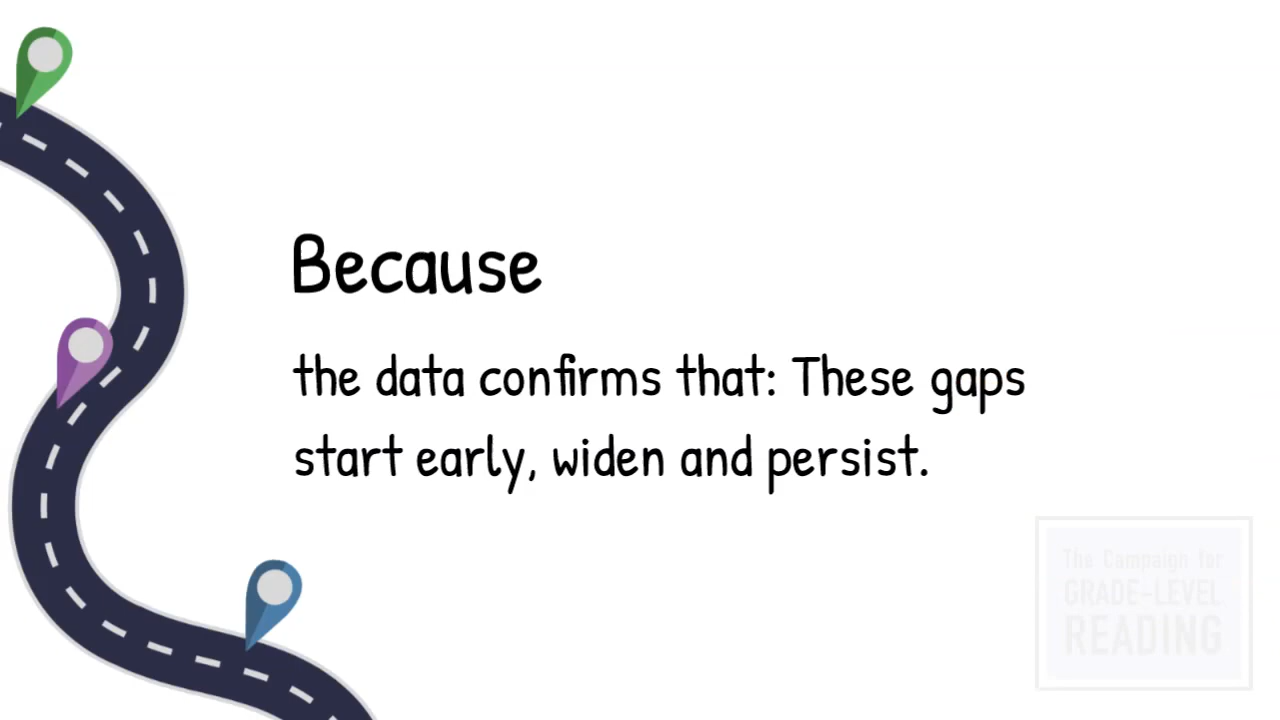 Because
the data confirms that: These gaps
start early, widen and persist.
The Campaign for
GRADE-LEVEL
READING